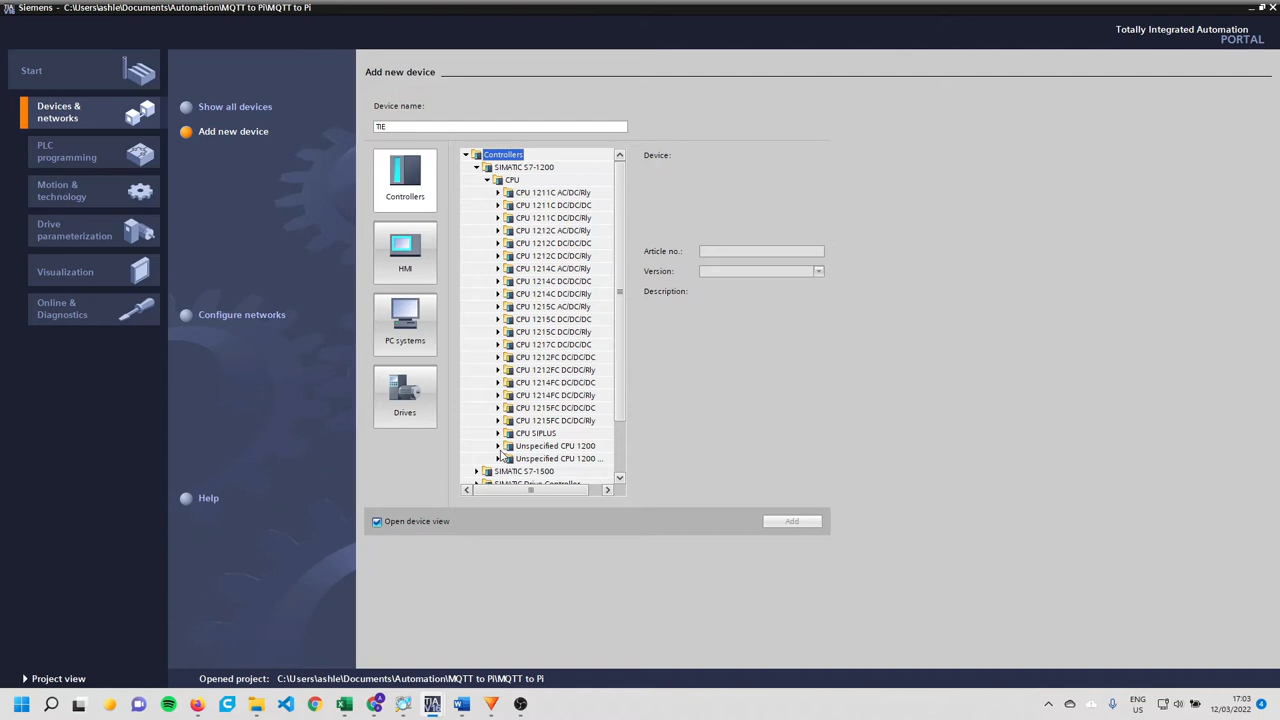 Siemens - C:\Users\ashle\Documents\Automation\MQTT to Pi\MQTT to Pi
Totally Integrated Automation
PORTAL
Start
Devices &
networks
PLC
programming
Motion &
technology
Drive
parameterization
Visualization
Online &
Diagnostics
Show all devices
Add new device
Configure networks
Help
Add new device
Device name:
TIE
Controllers
HMI
PC systems
Drives
Controllers
SIMATIC S7-1200
CPU
CPU 1211C AC/DC/Rly
CPU 1211C DC/DC/DC
CPU 1211C DC/DC/Rly
CPU 1212C AC/DC/Rly
CPU 1212C DC/DC/DC
CPU 1212C DC/DC/Rly
CPU 1214C AC/DC/Rly
CPU 1214C DC/DC/DC
CPU 1214C DC/DC/Rly
CPU 1215C AC/DC/Rly
CPU 1215C DC/DC/DC
CPU 1215C DC/DC/Rly
CPU 1217C DC/DC/DC
CPU 1212FC DC/DC/DC
CPU 1212FC DC/DC/Rly
CPU 1214FC DC/DC/DC
CPU 1214FC DC/DC/Rly
CPU 1215FC DC/DC/DC
CPU 1215FC DC/DC/Rly
CPU SIPLUS
Unspecified CPU 1200
Unspecified CPU 1200 ...
SIMATIC S7-1500
SIMATIC Drive Controller
Device:
Article no.:
Version:
Description:
Open device view
Add
Project view
Opened project: C:\Users\ashle\Documents\Automation\MQTT to Pi\MQTT to Pi
ENG
US
17:03
12/03/2022
4